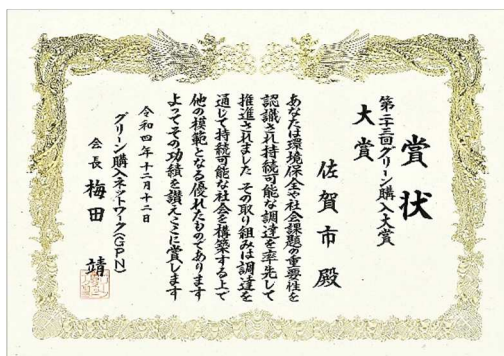 賞状
第二十三回グリーン購入大賞
大賞
佐賀市殿
あなたは環境保全や社会課題の重要性を
認識され持続可能な調達を率先して
推進されました その取り組みは調達を
通じて持続可能な社会を構築する上で
他の模範となる優れたものであります
よってその功績を讃えここに賞します
令和四年十二月十二日
グリーン購入ネットワーク(GPN)
会長 梅田 靖